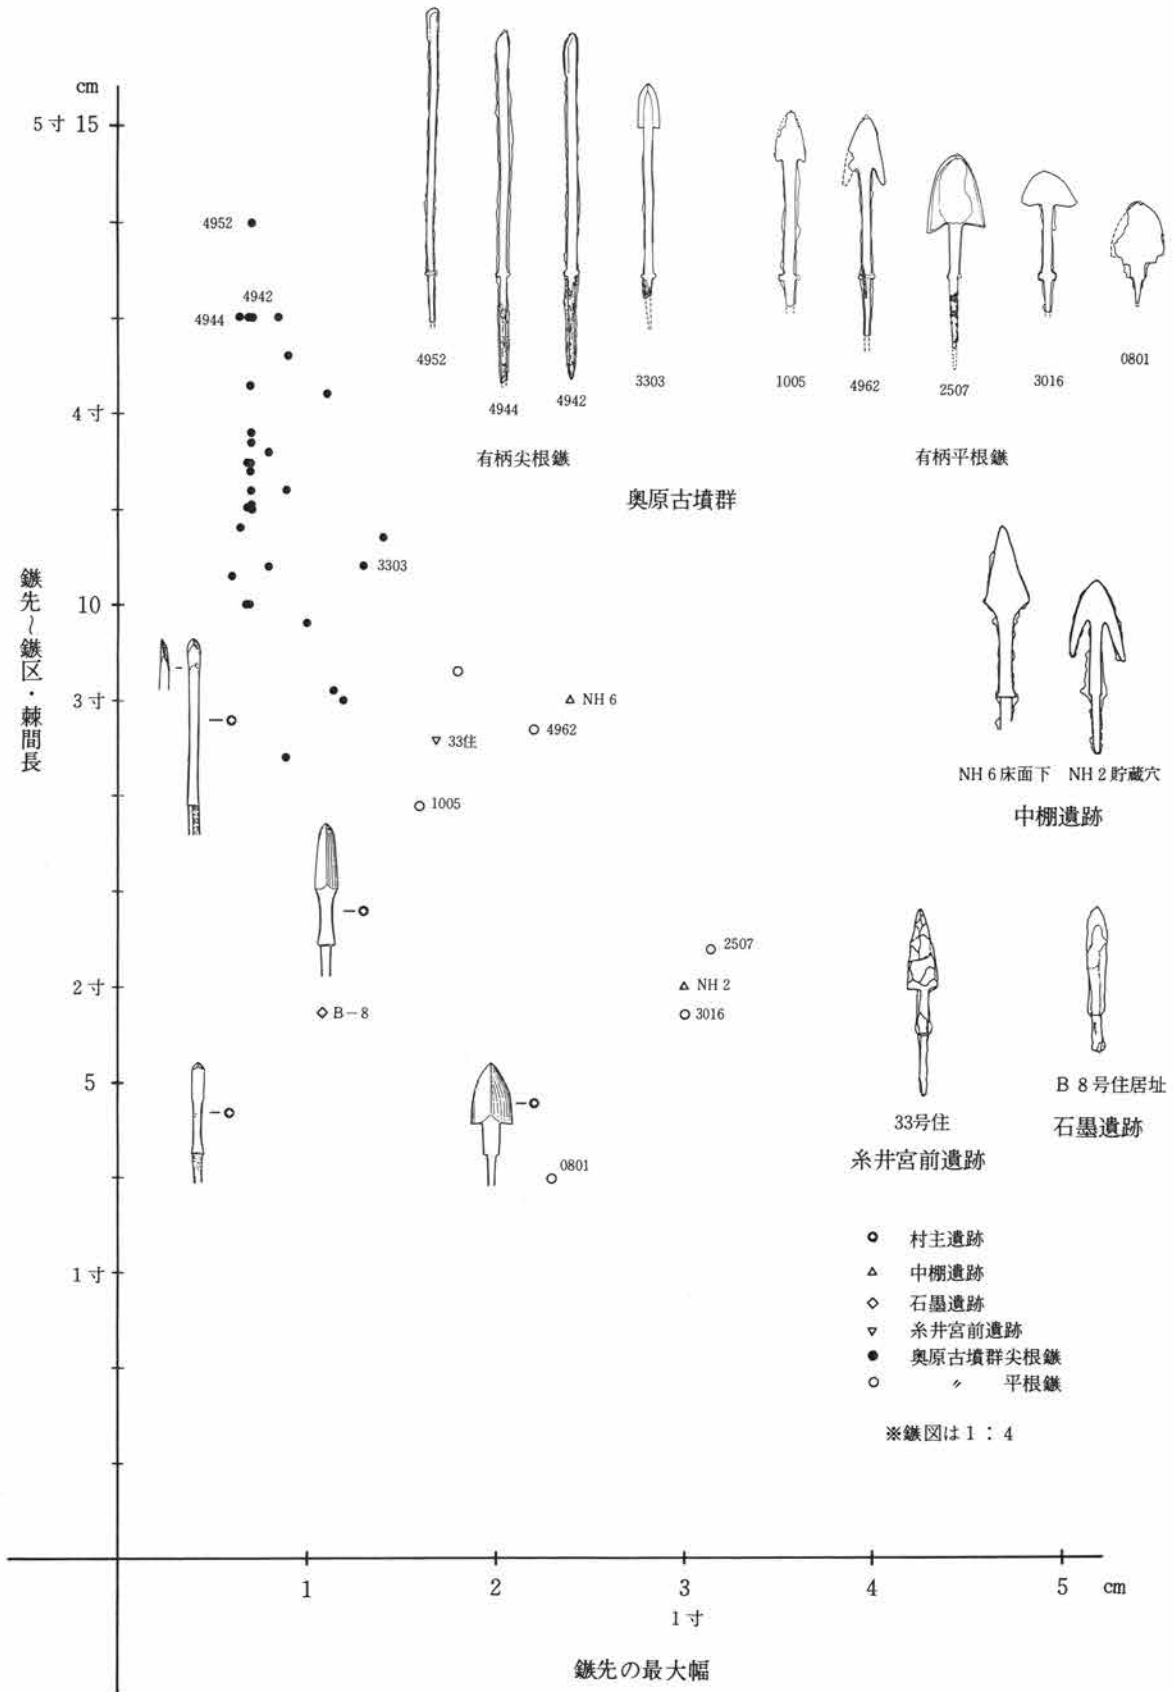 cm
5寸 15
4952
4942
4944
4寸
10
3303
3寸
NH 6
4962
33住
1005
2507
2寸
NH 2
3016
B－8
5
0801
1寸
鏃先～鏃区・棘間長
4952
4944
4942
3303
1005
4962
2507
3016
0801
有柄尖根鏃
有柄平根鏃
奥原古墳群
NH 6床面下
NH 2貯蔵穴
中棚遺跡
33号住
糸井宮前遺跡
B 8号住居址
石墨遺跡
村主遺跡
中棚遺跡
石墨遺跡
糸井宮前遺跡
奥原古墳群尖根鏃
〃 平根鏃
※鏃図は1：4
1 2 3 4 5 cm
1寸
鏃先の最大幅